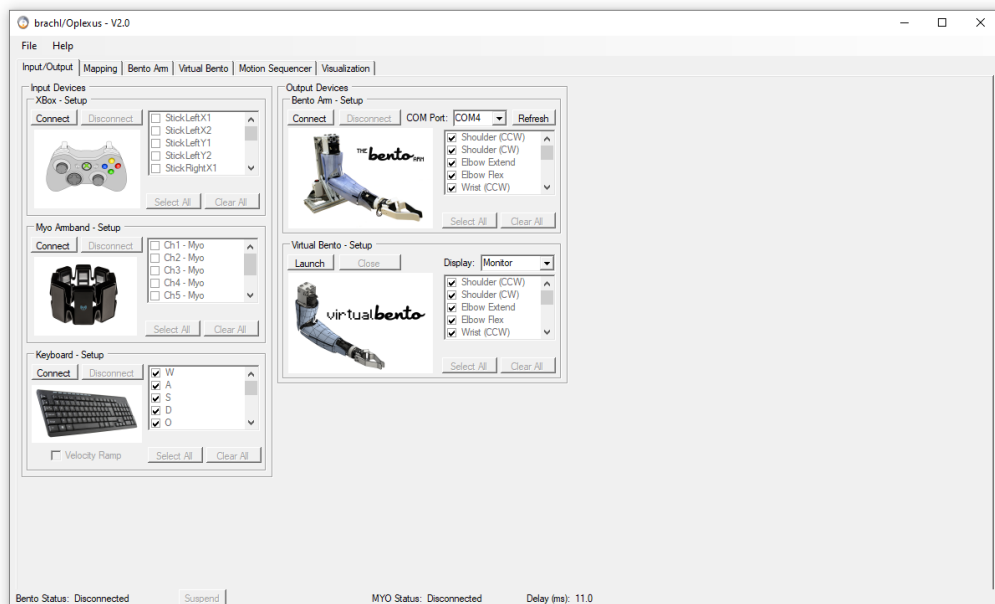 brachI/Oplexus - V2.0
File Help
Input/Output Mapping Bento Arm Virtual Bento Motion Sequencer Visualization
Input Devices
XBox - Setup
Connect Disconnect
StickLeftX1
StickLeftX2
StickLeftY1
StickLeftY2
StickRightX1
Select All Clear All
Myo Armband - Setup
Connect Disconnect
Ch1 - Myo
Ch2 - Myo
Ch3 - Myo
Ch4 - Myo
Ch5 - Myo
Select All Clear All
Keyboard - Setup
Connect Disconnect
W
A
S
D
O
Velocity Ramp Select All Clear All
Output Devices
Bento Arm - Setup
Connect Disconnect COM Port: COM4 Refresh
THE bento ARM
Shoulder (CCW)
Shoulder (CW)
Elbow Extend
Elbow Flex
Wrist (CCW)
Select All Clear All
Virtual Bento - Setup
Launch Close Display: Monitor
virtualbento
Shoulder (CCW)
Shoulder (CW)
Elbow Extend
Elbow Flex
Wrist (CCW)
Select All Clear All
Bento Status: Disconnected Suspend MYO Status: Disconnected Delay (ms): 11.0